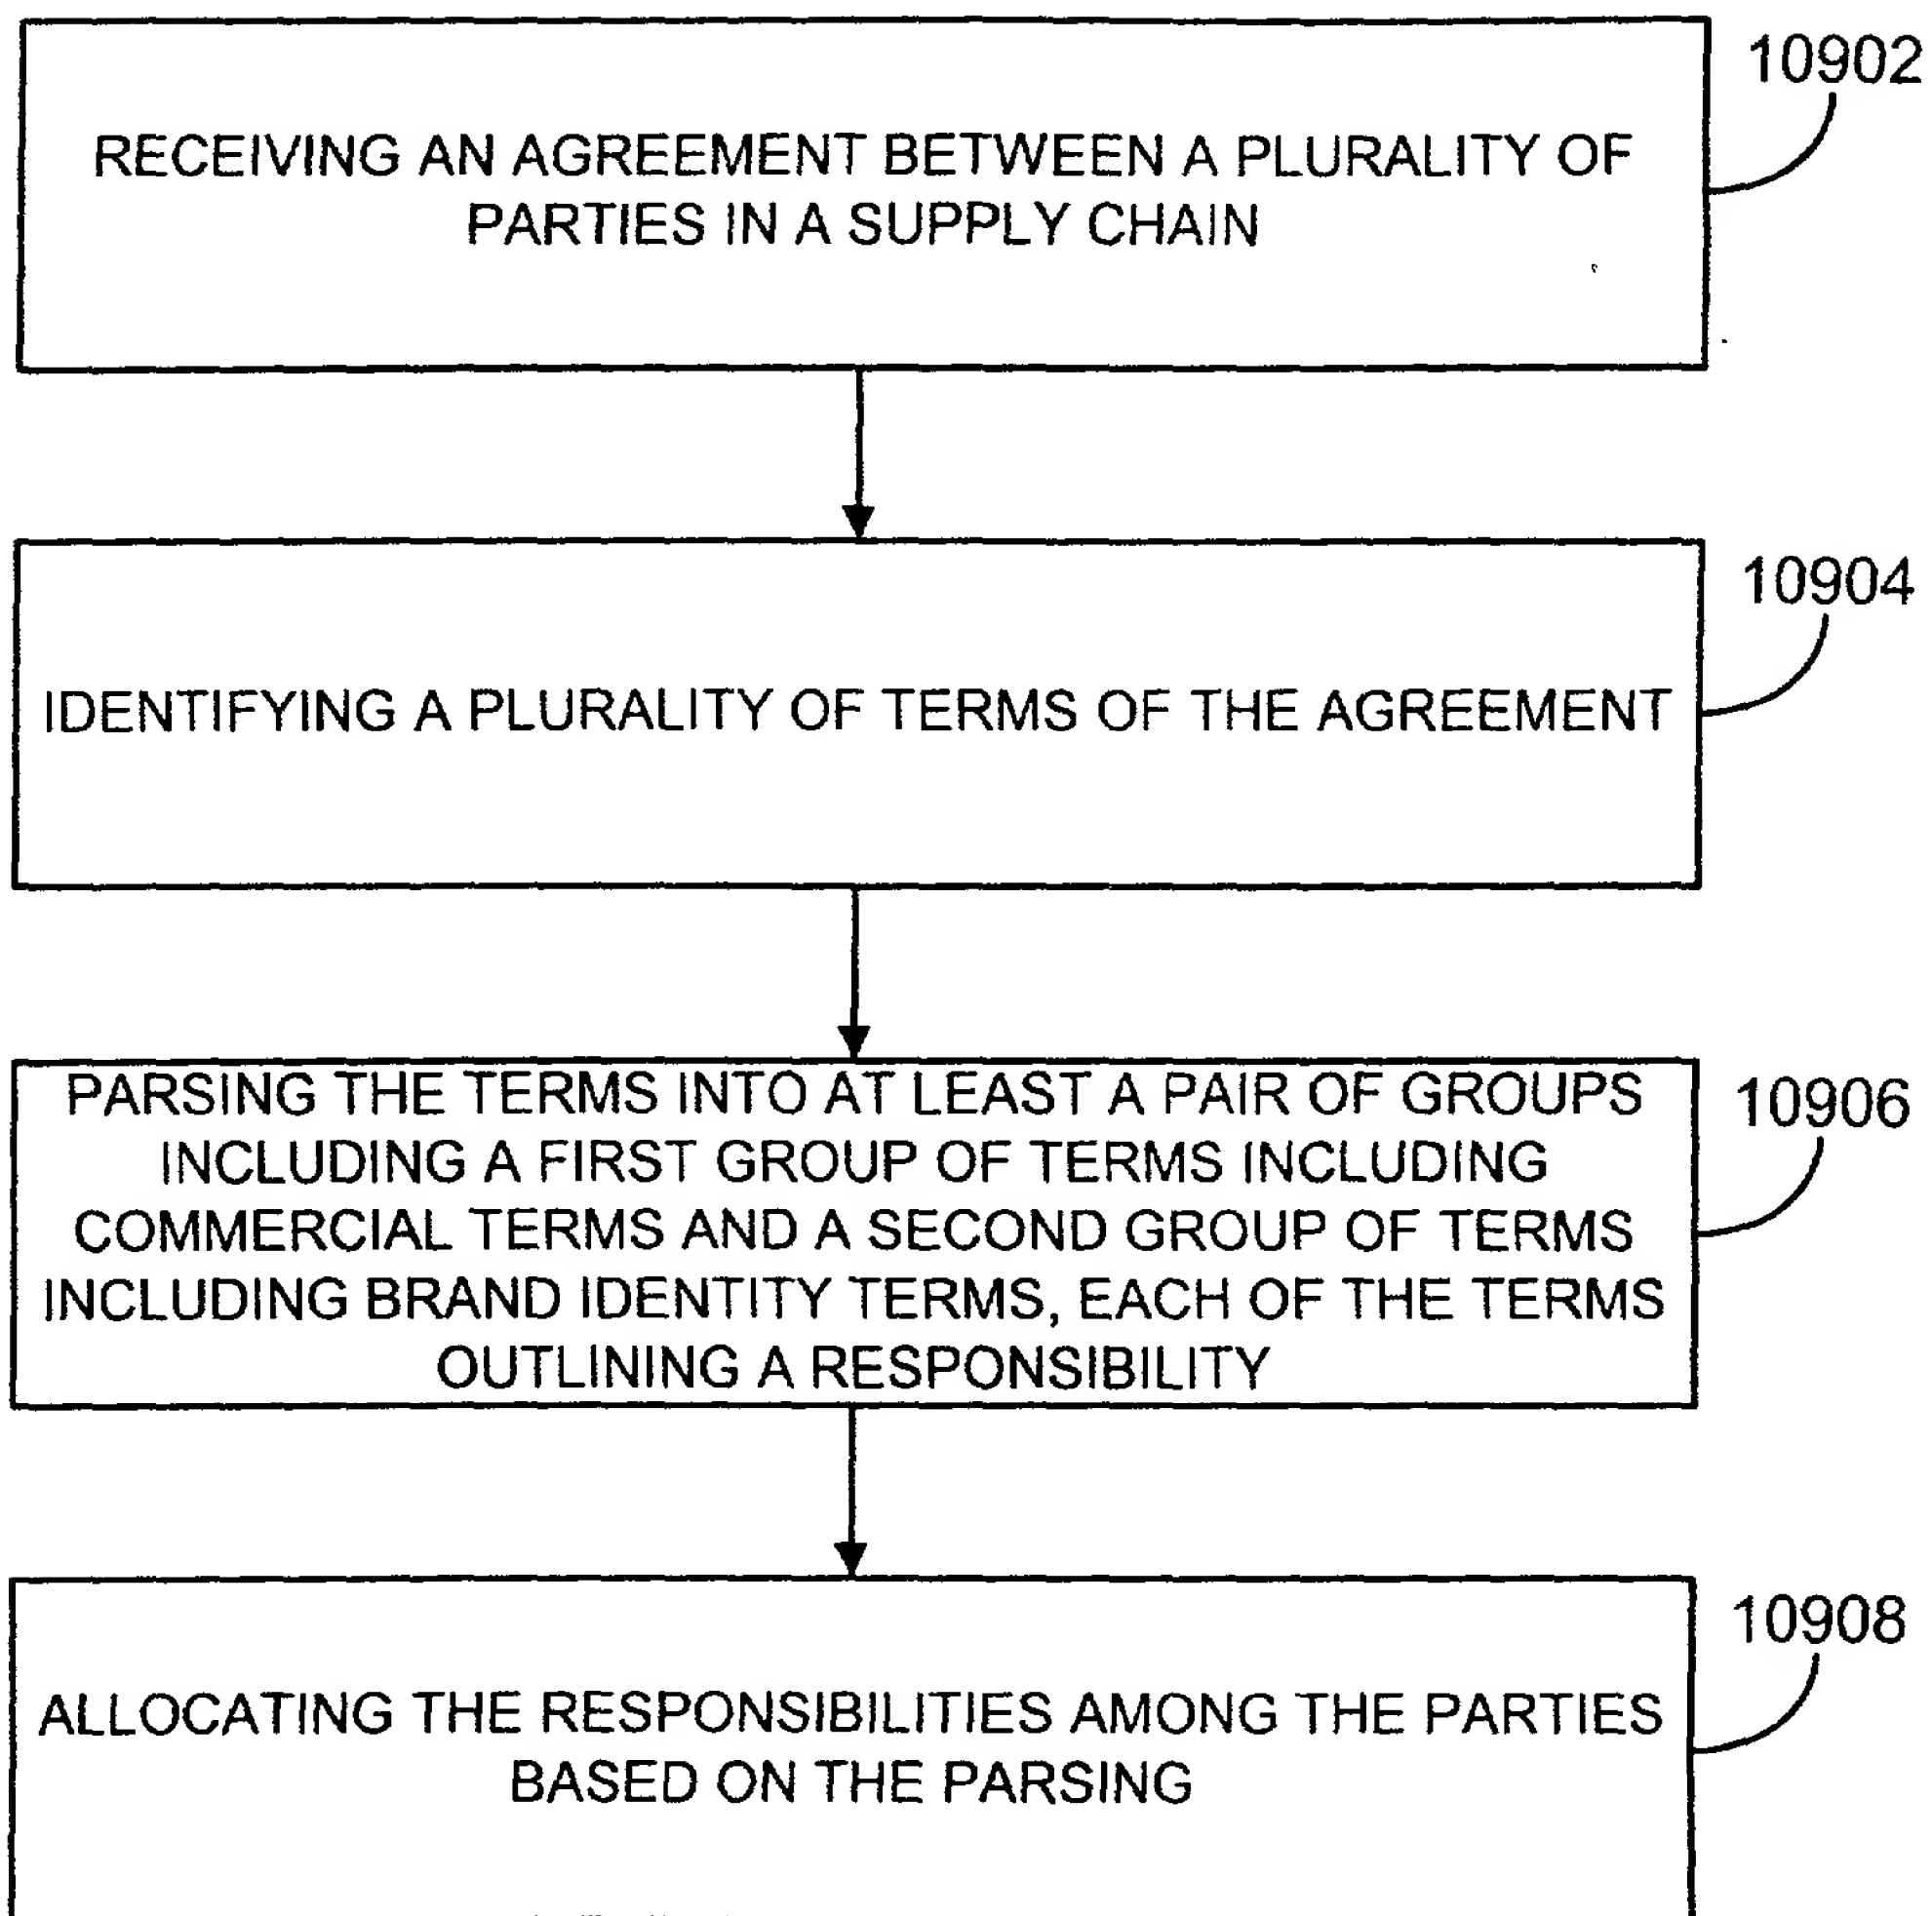 10902
RECEIVING AN AGREEMENT BETWEEN A PLURALITY OF
PARTIES IN A SUPPLY CHAIN
10904
IDENTIFYING A PLURALITY OF TERMS OF THE AGREEMENT
10906
PARSING THE TERMS INTO AT LEAST A PAIR OF GROUPS
INCLUDING A FIRST GROUP OF TERMS INCLUDING
COMMERCIAL TERMS AND A SECOND GROUP OF TERMS
INCLUDING BRAND IDENTITY TERMS, EACH OF THE TERMS
OUTLINING A RESPONSIBILITY
10908
ALLOCATING THE RESPONSIBILITIES AMONG THE PARTIES
BASED ON THE PARSING